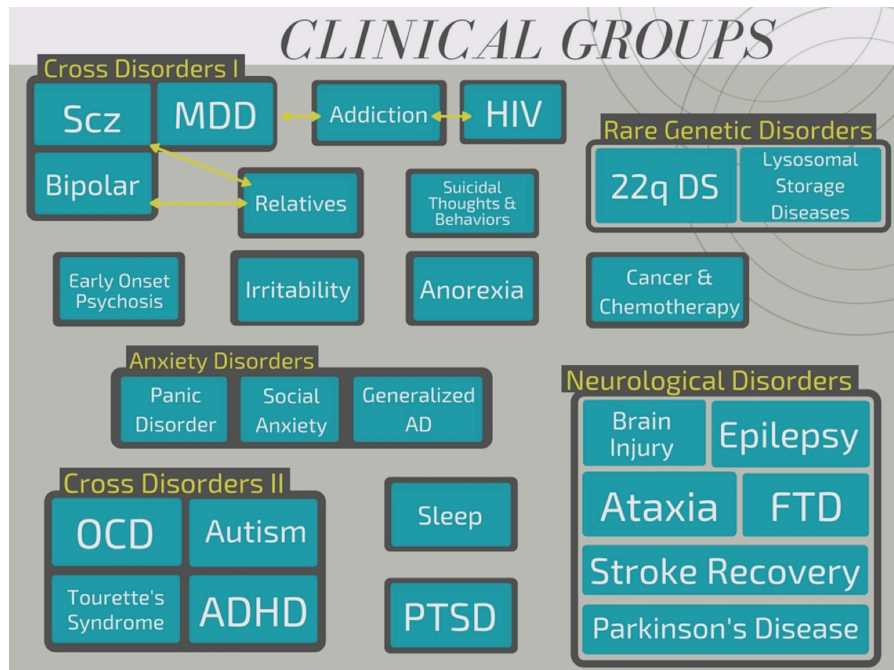 CLINICAL GROUPS
Cross Disorders I
Scz
MDD
Bipolar
Addiction
HIV
Relatives
Suicidal
Thoughts &
Behaviors
Rare Genetic Disorders
22q DS
Lysosomal
Storage
Diseases
Early Onset
Psychosis
Irritability
Anorexia
Cancer &
Chemotherapy
Anxiety Disorders
Panic
Disorder
Social
Anxiety
Generalized
AD
Neurological Disorders
Brain
Injury
Epilepsy
Ataxia
FTD
Stroke Recovery
Parkinson's Disease
Cross Disorders II
OCD
Autism
Tourette's
Syndrome
ADHD
Sleep
PTSD